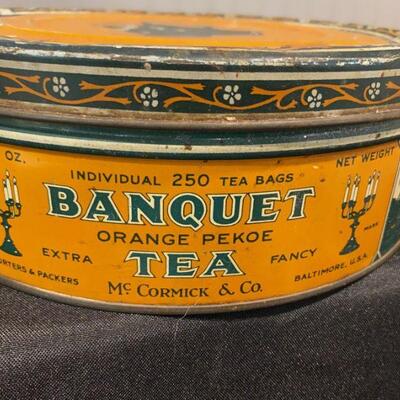 OZ.
NET WEIGHT
INDIVIDUAL 250 TEA BAGS
BANQUET
ORANGE PEKOE
MARK
EXTRA
TEA
FANCY
RTERS & PACKERS
BALTIMORE, U.S.A.
Mc CORMICK & Co.